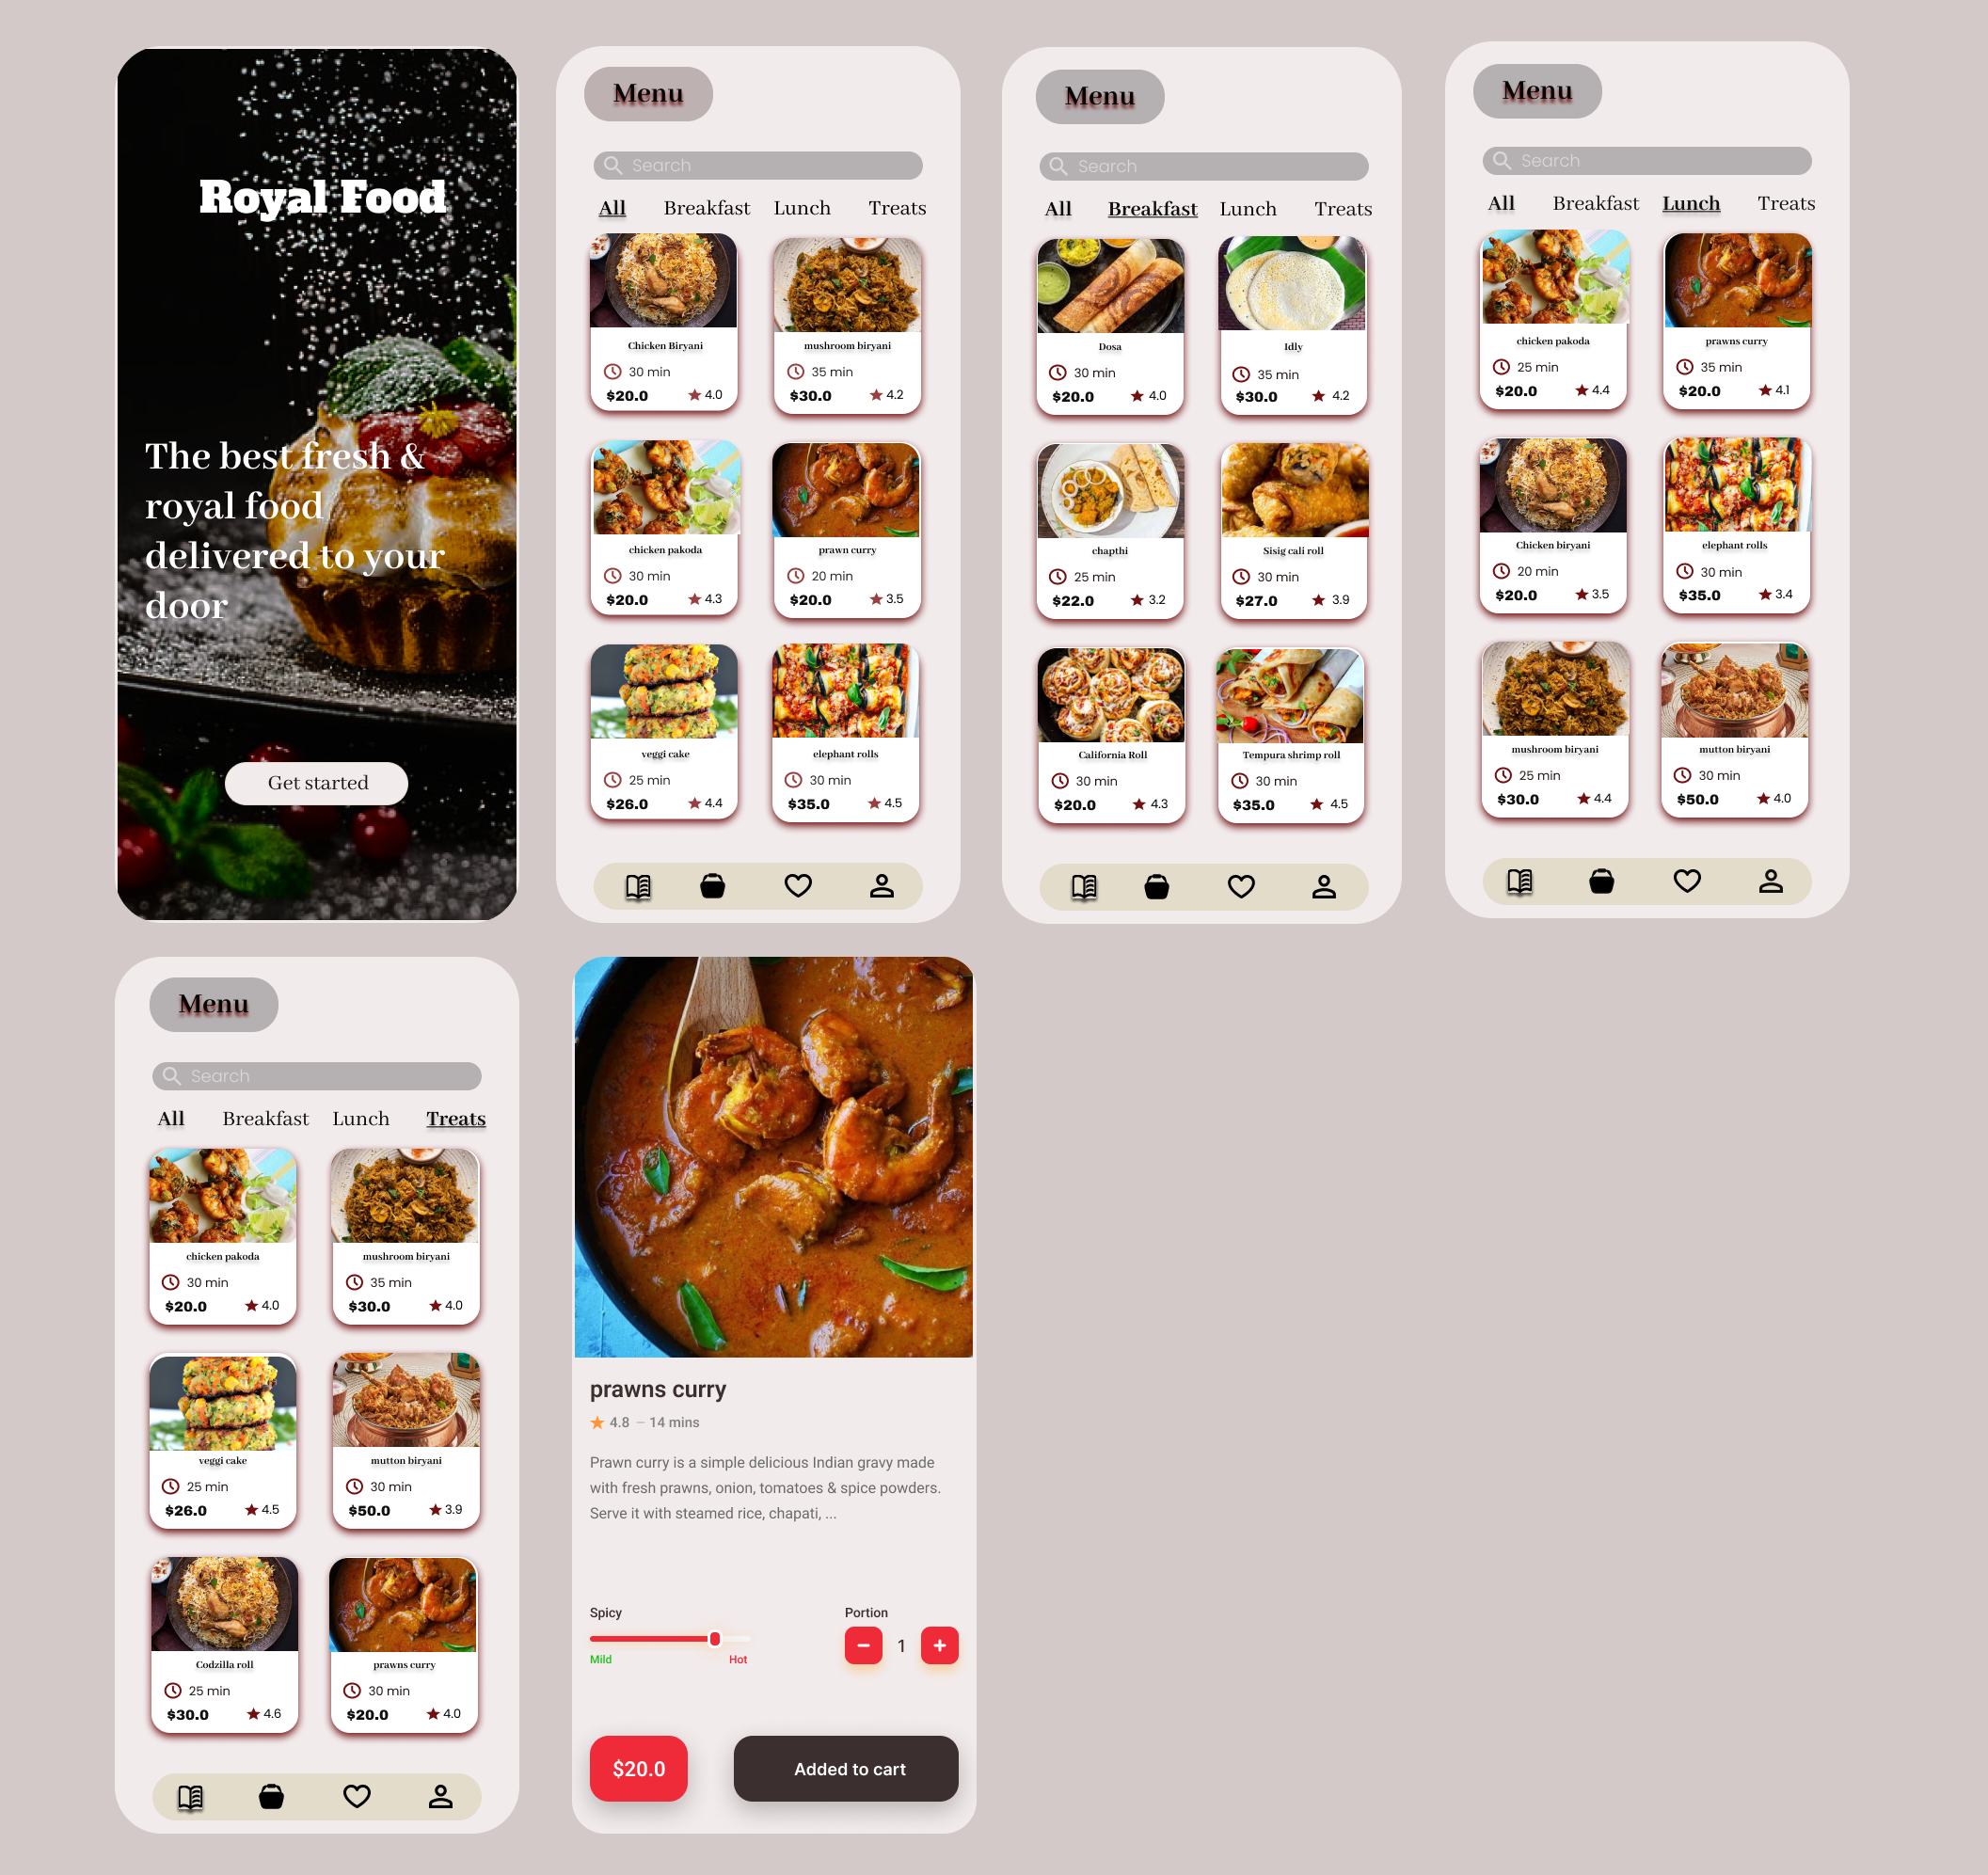 Royal Food
The best fresh &
royal food
delivered to your
door
Get started
Menu
Search
All Breakfast Lunch Treats
Chicken Biryani
30 min
$20.0 4.0
mushroom biryani
35 min
$30.0 4.2
chicken pakoda
30 min
$20.0 4.3
prawn curry
20 min
$20.0 3.5
veggi cake
25 min
$26.0 4.4
elephant rolls
30 min
$35.0 4.5
Menu
Search
All Breakfast Lunch Treats
Dosa
30 min
$20.0 4.0
Idly
35 min
$30.0 4.2
chapthi
25 min
$22.0 3.2
Sisig cali roll
30 min
$27.0 3.9
California Roll
30 min
$20.0 4.3
Tempura shrimp roll
30 min
$35.0 4.5
Menu
Search
All Breakfast Lunch Treats
chicken pakoda
25 min
$20.0 4.4
prawns curry
35 min
$20.0 4.1
Chicken biryani
20 min
$20.0 3.5
elephant rolls
30 min
$35.0 3.4
mushroom biryani
25 min
$30.0 4.4
mutton biryani
30 min
$50.0 4.0
Menu
Search
All Breakfast Lunch Treats
chicken pakoda
30 min
$20.0 4.0
mushroom biryani
35 min
$30.0 4.0
veggi cake
25 min
$26.0 4.5
mutton biryani
30 min
$50.0 3.9
Codzilla roll
25 min
$30.0 4.6
prawns curry
30 min
$20.0 4.0
prawns curry
4.8 – 14 mins
Prawn curry is a simple delicious Indian gravy made
with fresh prawns, onion, tomatoes & spice powders.
Serve it with steamed rice, chapati, ...
Spicy
Mild Hot
Portion
1
$20.0
Added to cart